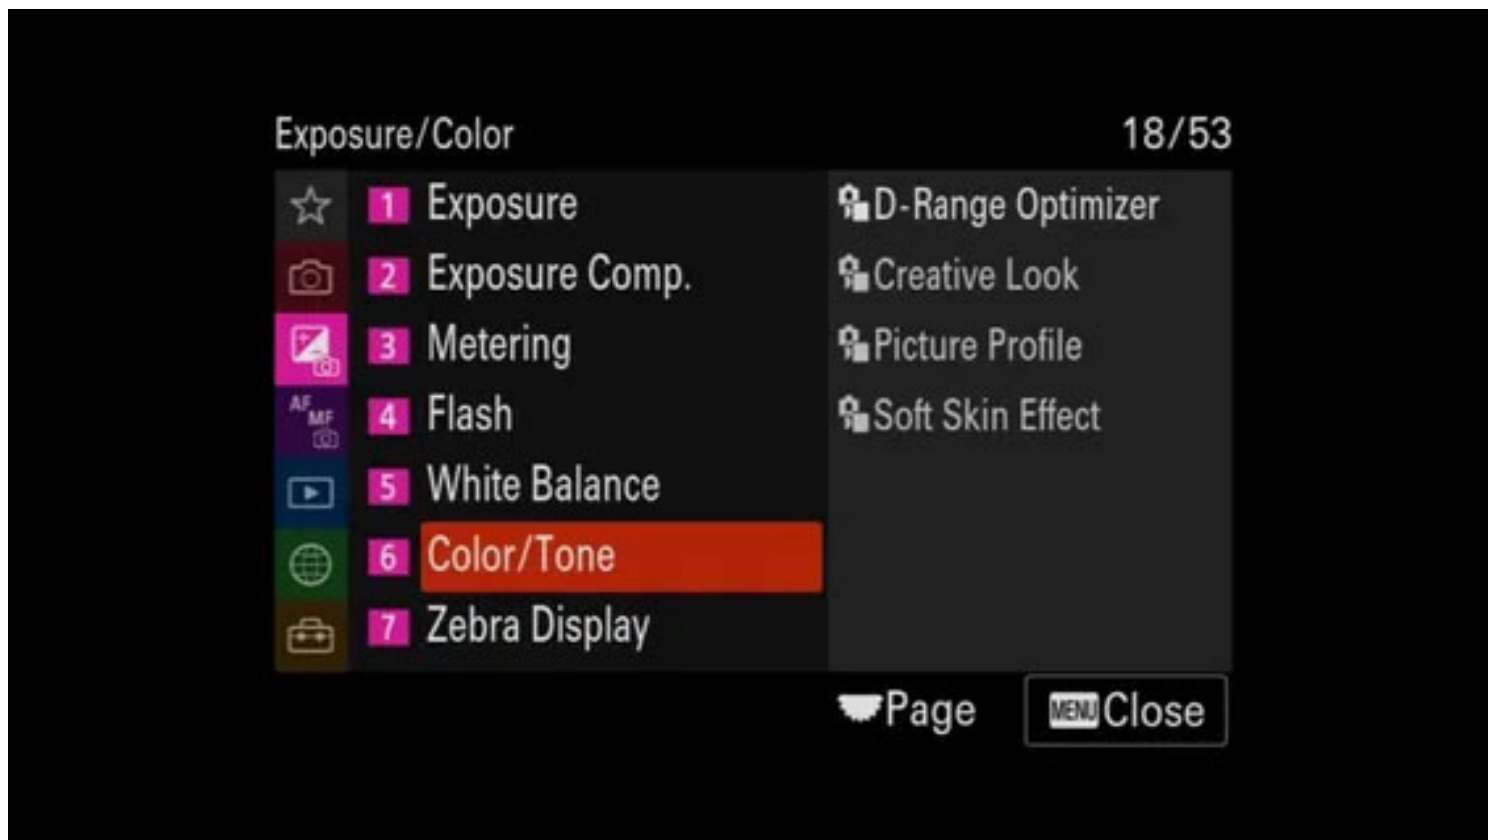 Exposure/Color 18/53
1 Exposure
2 Exposure Comp.
3 Metering
4 Flash
5 White Balance
6 Color/Tone
7 Zebra Display
AF MF
D-Range Optimizer
Creative Look
Picture Profile
Soft Skin Effect
Page MENU Close